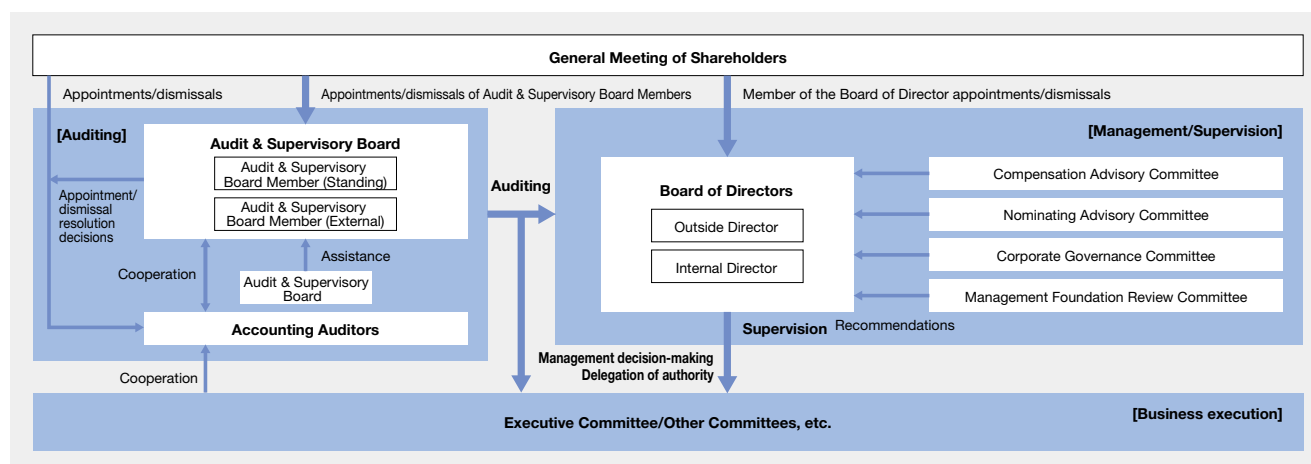 General Meeting of Shareholders
Appointments/dismissals
Appointments/dismissals of Audit & Supervisory Board Members
Member of the Board of Director appointments/dismissals
[Auditing]
Audit & Supervisory Board
Audit & Supervisory
Board Member (Standing)
Audit & Supervisory
Board Member (External)
Appointment/
dismissal
resolution
decisions
Cooperation
Assistance
Audit & Supervisory
Board
Accounting Auditors
Cooperation
Auditing
[Management/Supervision]
Board of Directors
Outside Director
Internal Director
Compensation Advisory Committee
Nominating Advisory Committee
Corporate Governance Committee
Management Foundation Review Committee
Supervision
Recommendations
Management decision-making
Delegation of authority
[Business execution]
Executive Committee/Other Committees, etc.